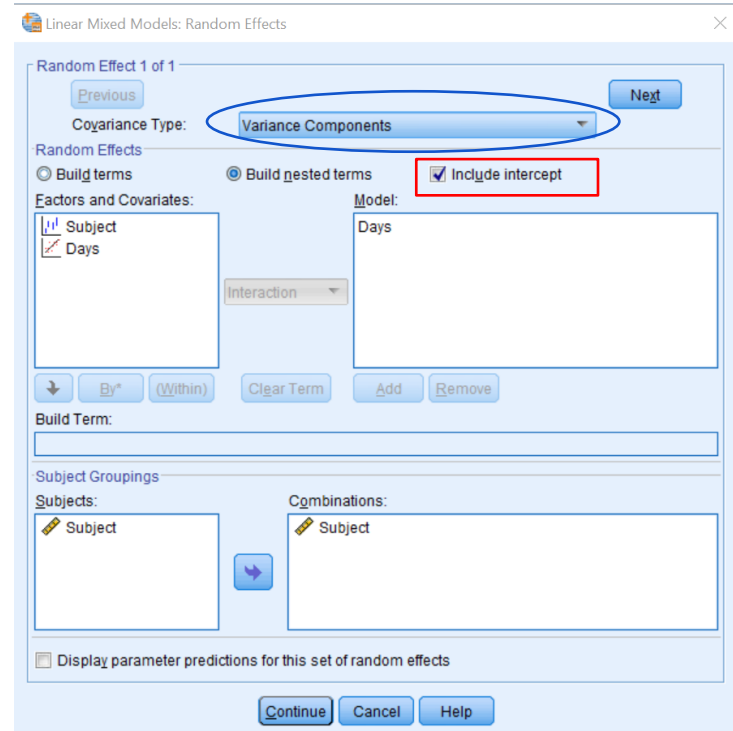 Linear Mixed Models: Random Effects
Random Effect 1 of 1
Previous
Next
Covariance Type:
Variance Components
Random Effects
Build terms
Build nested terms
Include intercept
Factors and Covariates:
Model:
Subject
Days
Days
Interaction
By*
(Within)
Clear Term
Add
Remove
Build Term:
Subject Groupings
Subjects:
Combinations:
Subject
Subject
Display parameter predictions for this set of random effects
Continue
Cancel
Help